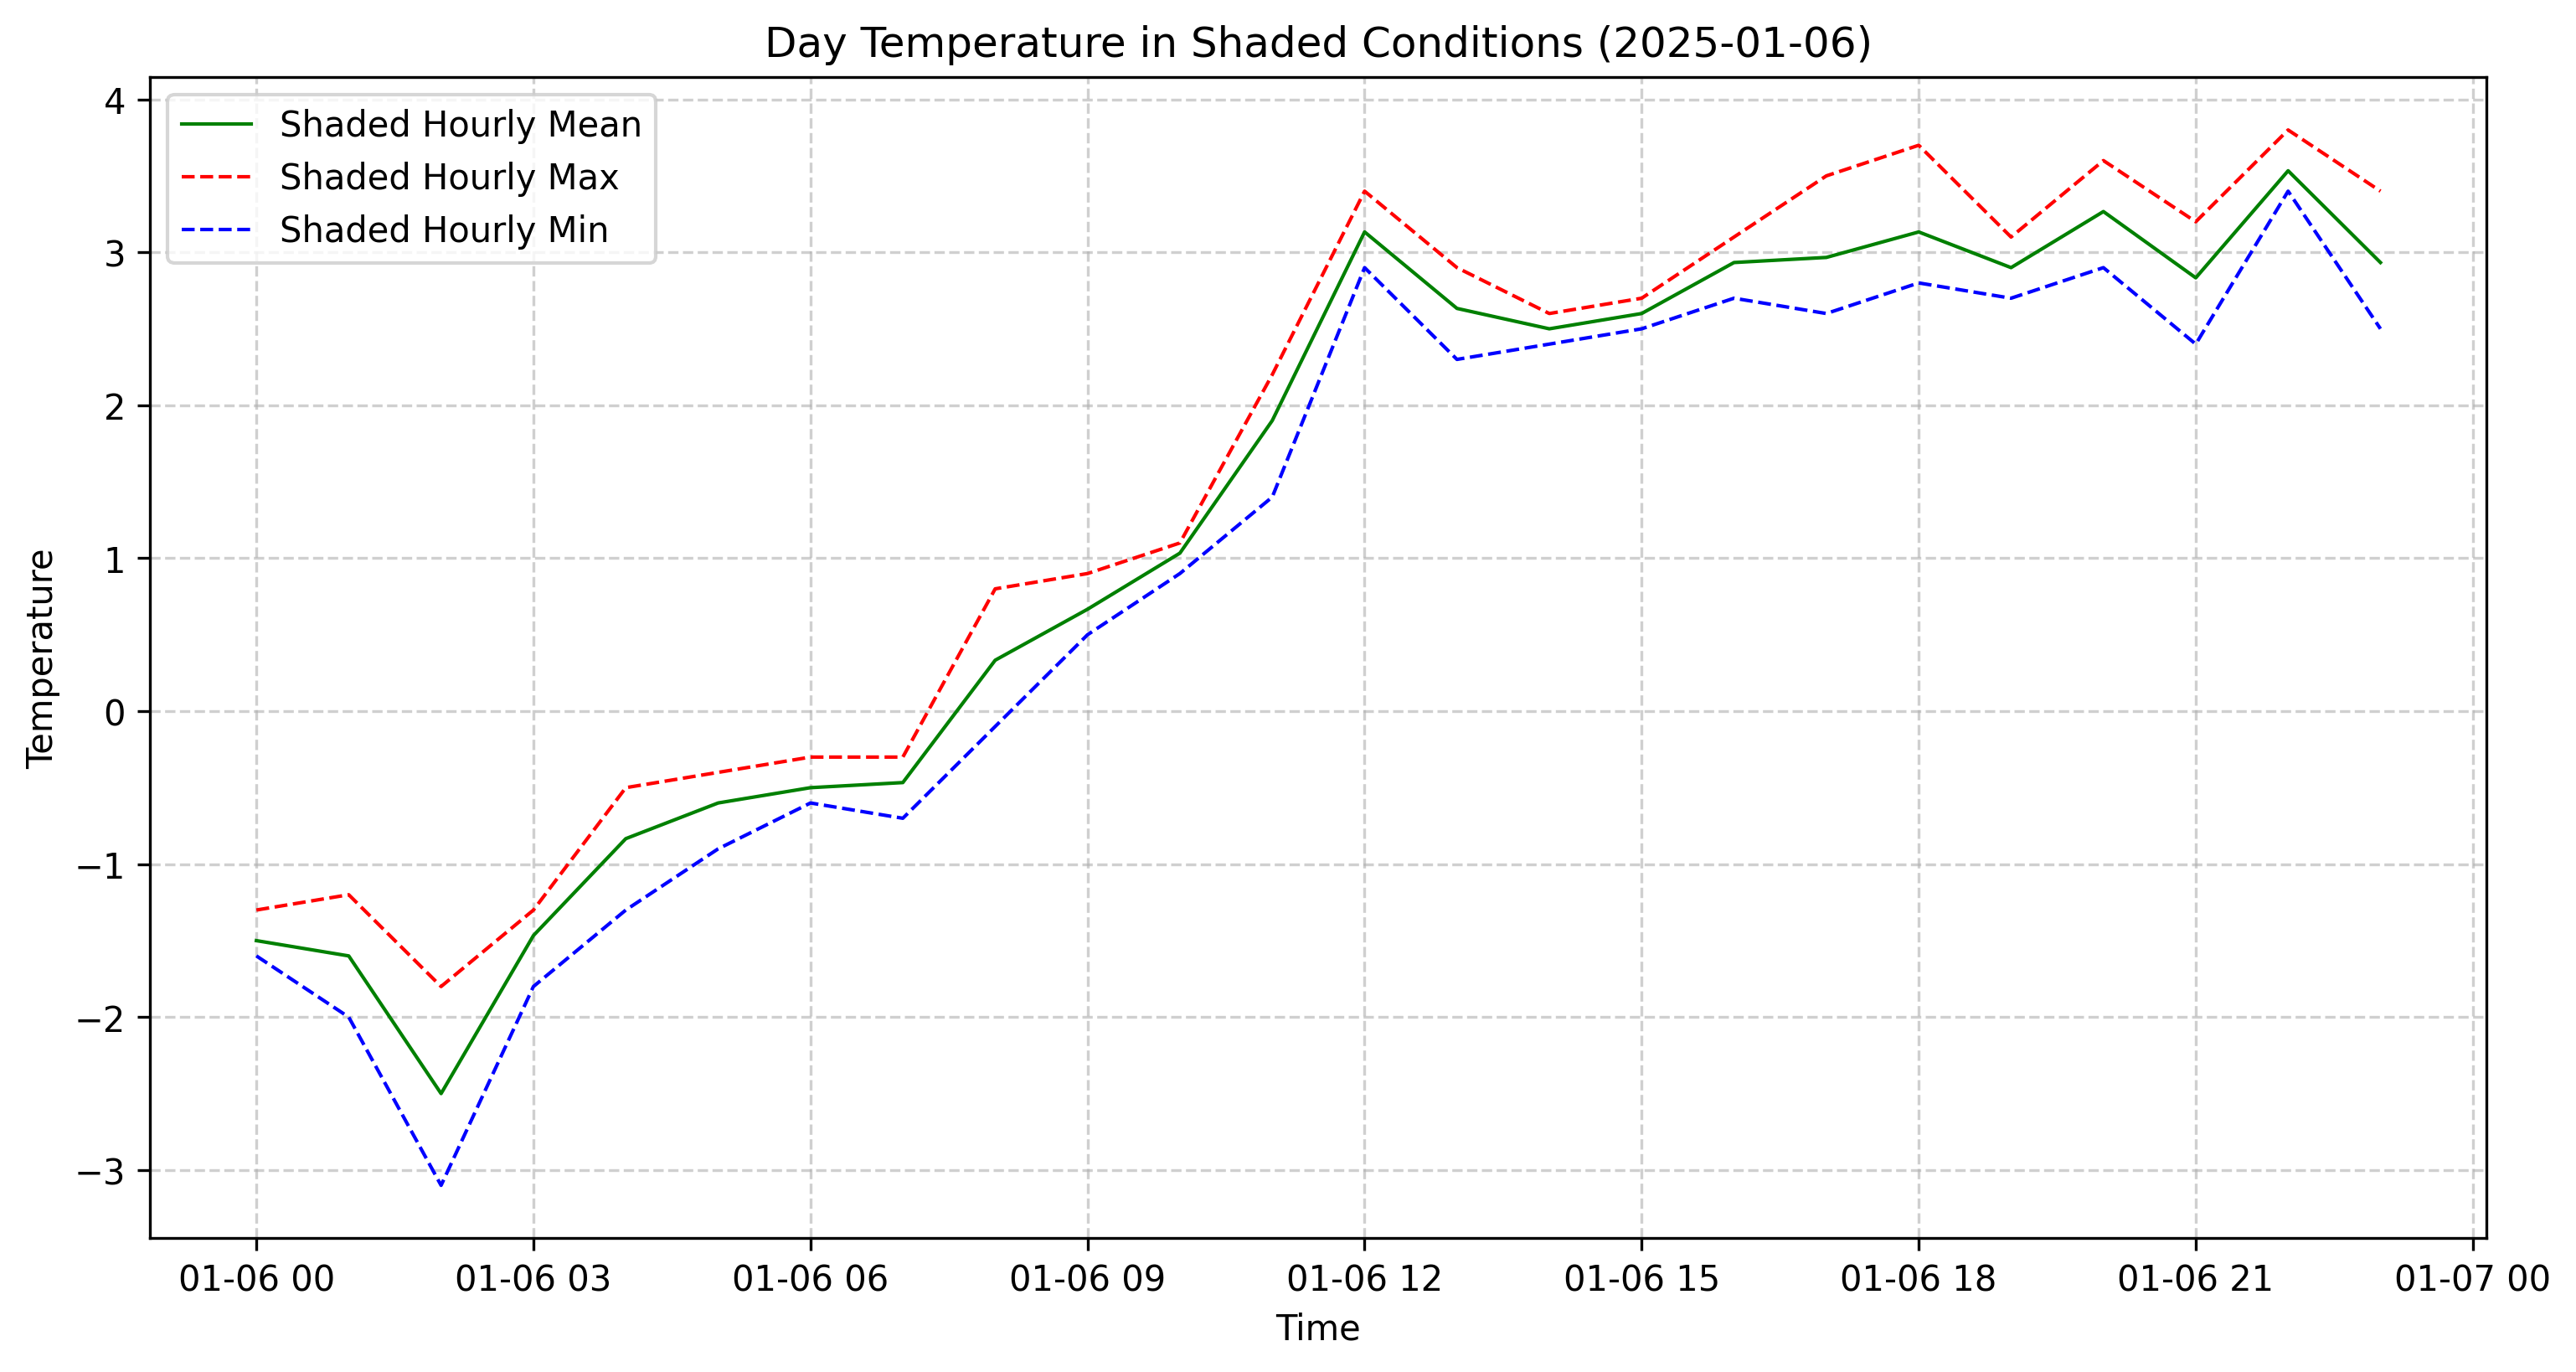 Day Temperature in Shaded Conditions (2025-01-06)
Shaded Hourly Mean
Shaded Hourly Max
Shaded Hourly Min
Temperature
4
3
2
1
0
−1
−2
−3
01-06 00
01-06 03
01-06 06
01-06 09
01-06 12
01-06 15
01-06 18
01-06 21
01-07 00
Time